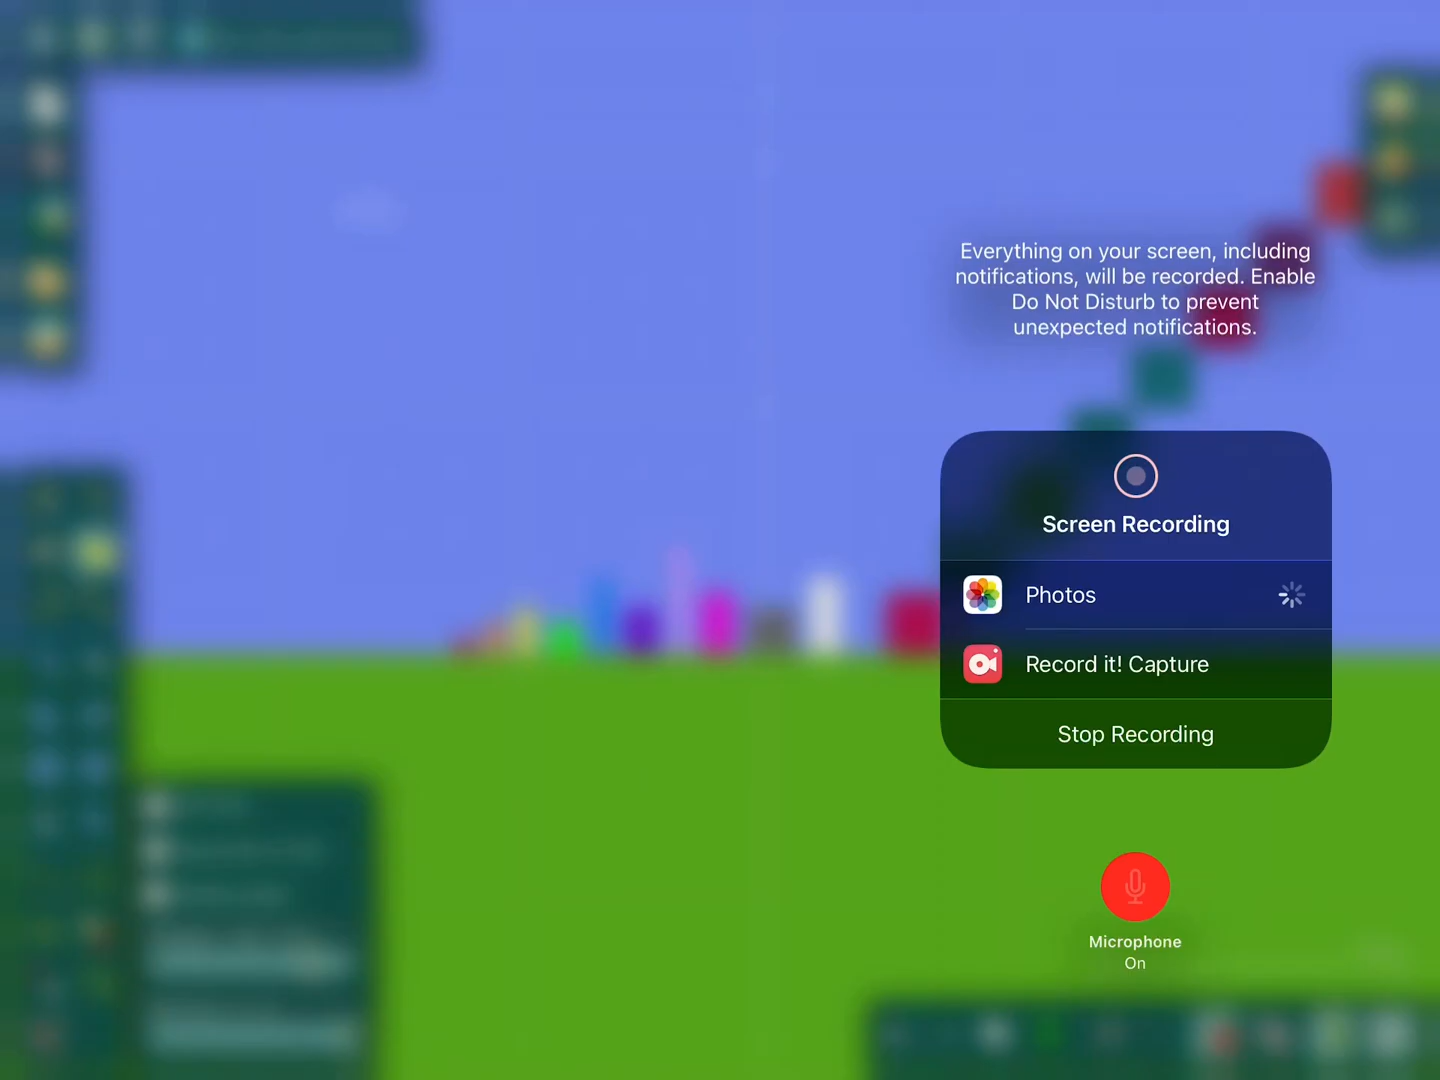 Everything on your screen, including
notifications, will be recorded. Enable
Do Not Disturb to prevent
unexpected notifications.
Screen Recording
Photos
Record it! Capture
Stop Recording
Microphone
On